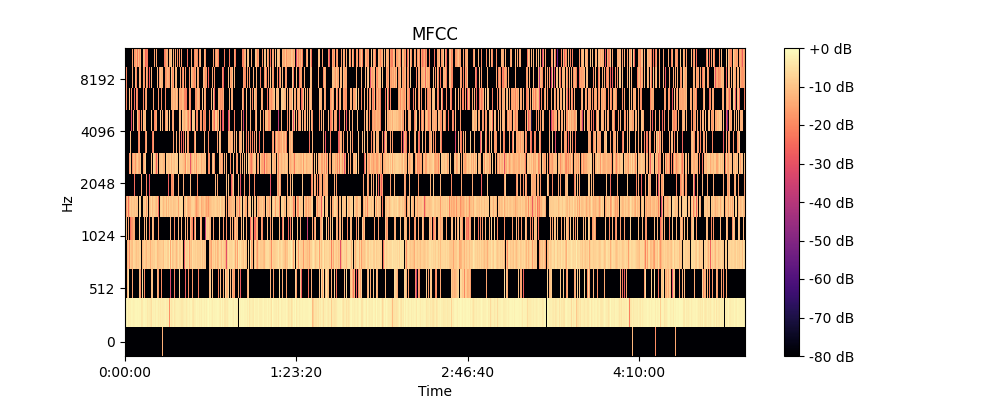 MFCC
8192
4096
2048
1024
512
0
Hz
0:00:00
1:23:20
2:46:40
4:10:00
Time
+0 dB
-10 dB
-20 dB
-30 dB
-40 dB
-50 dB
-60 dB
-70 dB
-80 dB